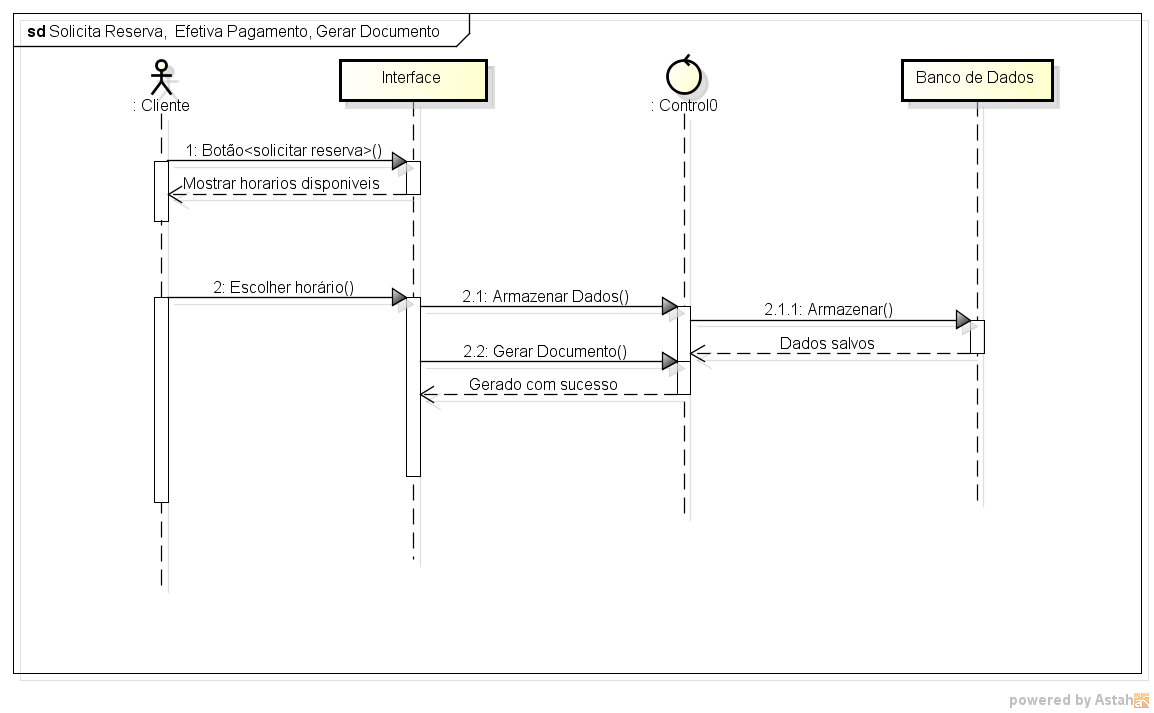 sd Solicita Reserva, Efetiva Pagamento, Gerar Documento
: Cliente
Interface
: Control0
Banco de Dados
1: Botão<solicitar reserva>()
Mostrar horarios disponiveis
2: Escolher horário()
2.1: Armazenar Dados()
2.1.1: Armazenar()
Dados salvos
2.2: Gerar Documento()
Gerado com sucesso
powered by Astah